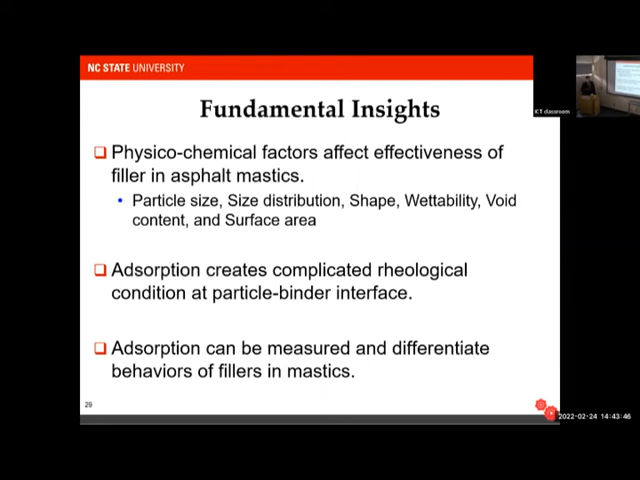 NC STATE UNIVERSITY
Fundamental Insights
Physico-chemical factors affect effectiveness of
filler in asphalt mastics.
• Particle size, Size distribution, Shape, Wettability, Void
content, and Surface area
Adsorption creates complicated rheological
condition at particle-binder interface.
Adsorption can be measured and differentiate
behaviors of fillers in mastics.
29
ICT classroom
2022-02-24 14:43:46